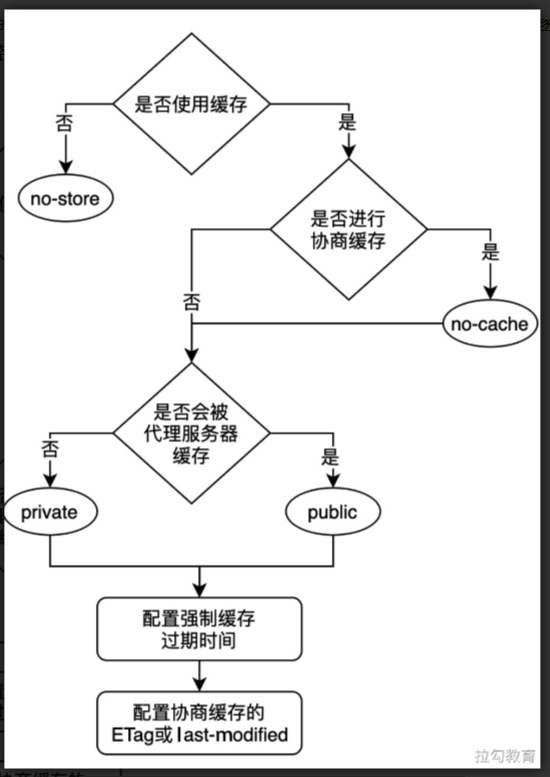 是否使用缓存
否
是
no-store
是否进行
协商缓存
是
否
no-cache
是否会被
代理服务器
缓存
否
是
private
public
配置强制缓存
过期时间
配置协商缓存的
ETag或last-modified
拉勾教育